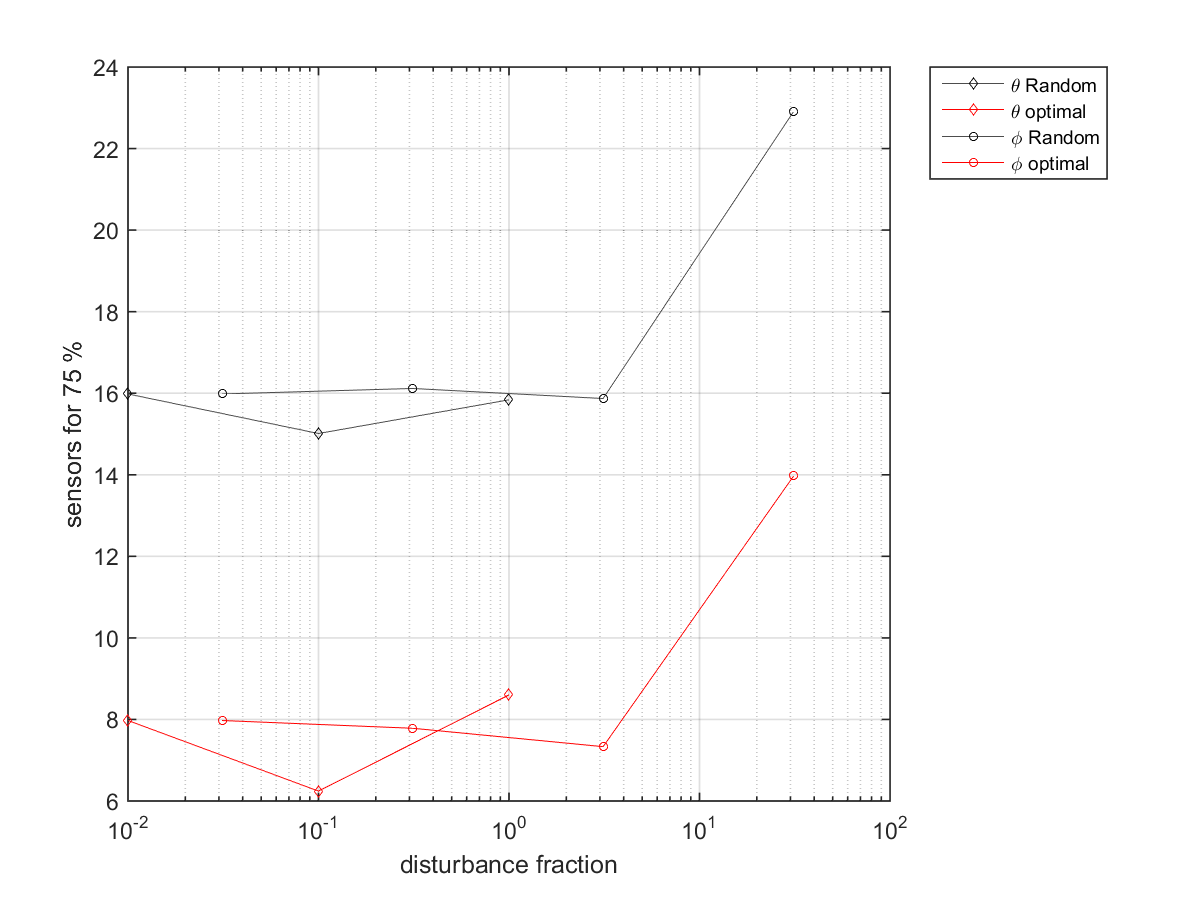 24
22
20
18
16
14
12
10
8
6
10^-2
10^-1
10^0
10^1
10^2
sensors for 75 %
disturbance fraction
θ Random
θ optimal
ϕ Random
ϕ optimal